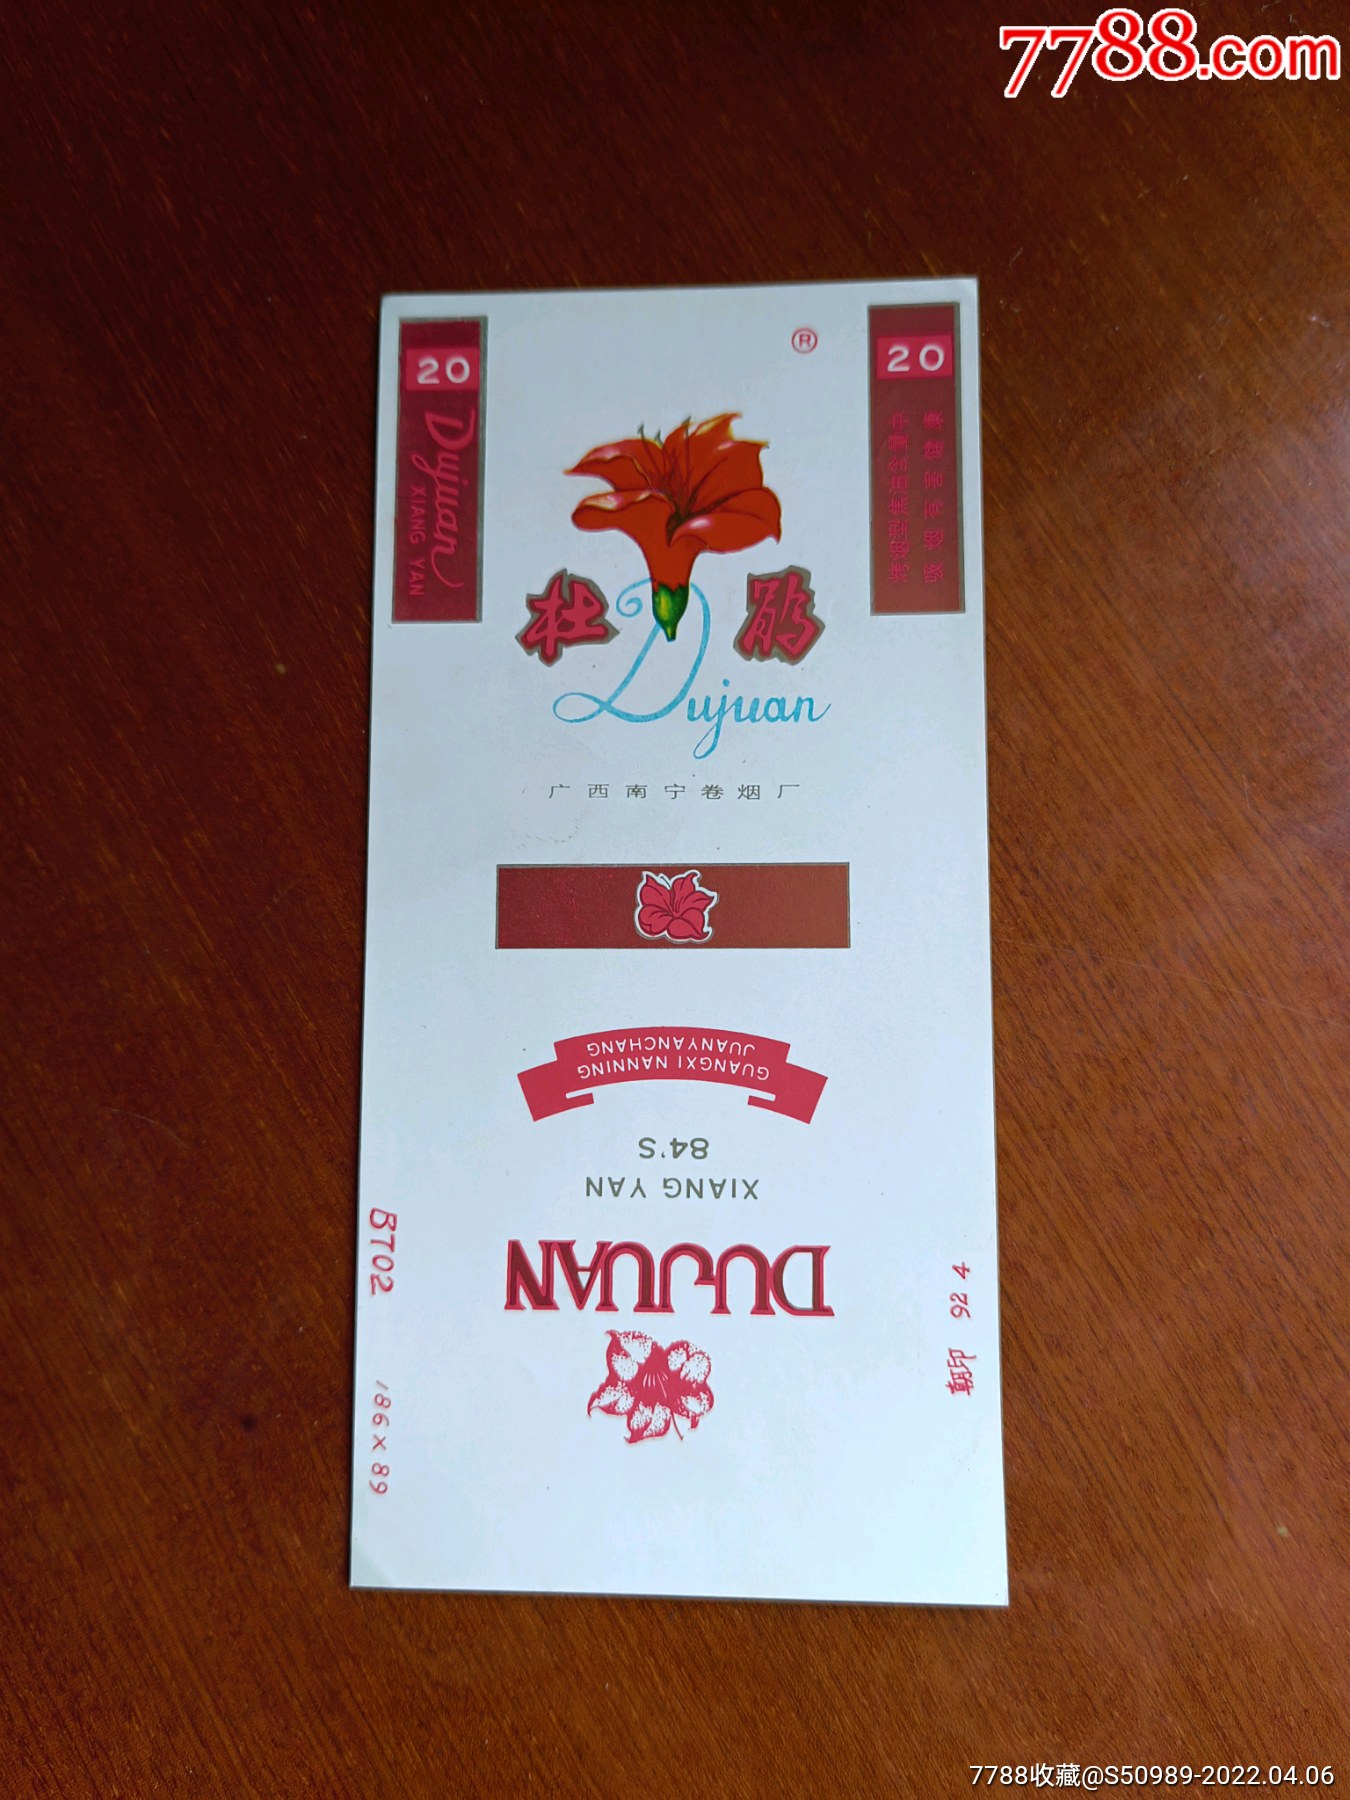 7788.com
®
20
Dujuan
XIANG YAN
20
烤烟型焦油含量中
吸烟有害健康
杜鹃
Dujuan
广西南宁卷烟厂
GUANGXI NANNING
JUANYANCHANG
84'S
XIANG YAN
DUJUAN
BT02
186×89
朝印 92 4
7788收藏@S50989-2022.04.06